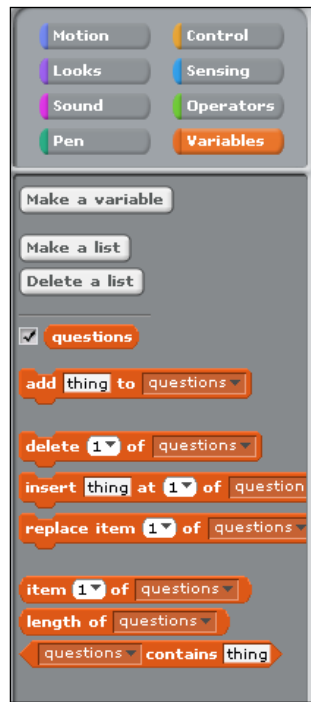 Motion Control
Looks Sensing
Sound Operators
Pen Variables
Make a variable
Make a list
Delete a list
questions
add thing to questions
delete 1 of questions
insert thing at 1 of question
replace item 1 of questions
item 1 of questions
length of questions
questions contains thing